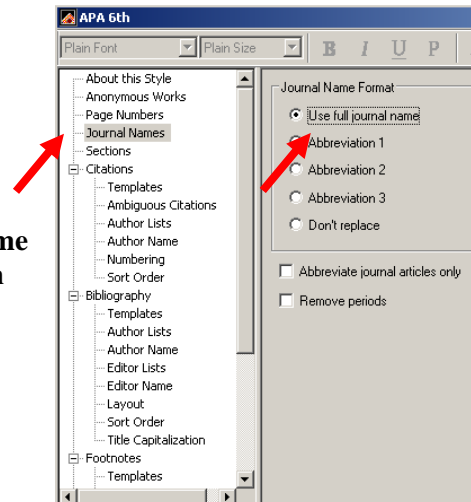 APA 6th
Plain Font
Plain Size
B I U P
About this Style
Anonymous Works
Page Numbers
Journal Names
Sections
Citations
Templates
Ambiguous Citations
Author Lists
Author Name
Numbering
Sort Order
Bibliography
Templates
Author Lists
Author Name
Editor Lists
Editor Name
Layout
Sort Order
Title Capitalization
Footnotes
Templates
Journal Name Format
Use full journal name
Abbreviation 1
Abbreviation 2
Abbreviation 3
Don't replace
Abbreviate journal articles only
Remove periods